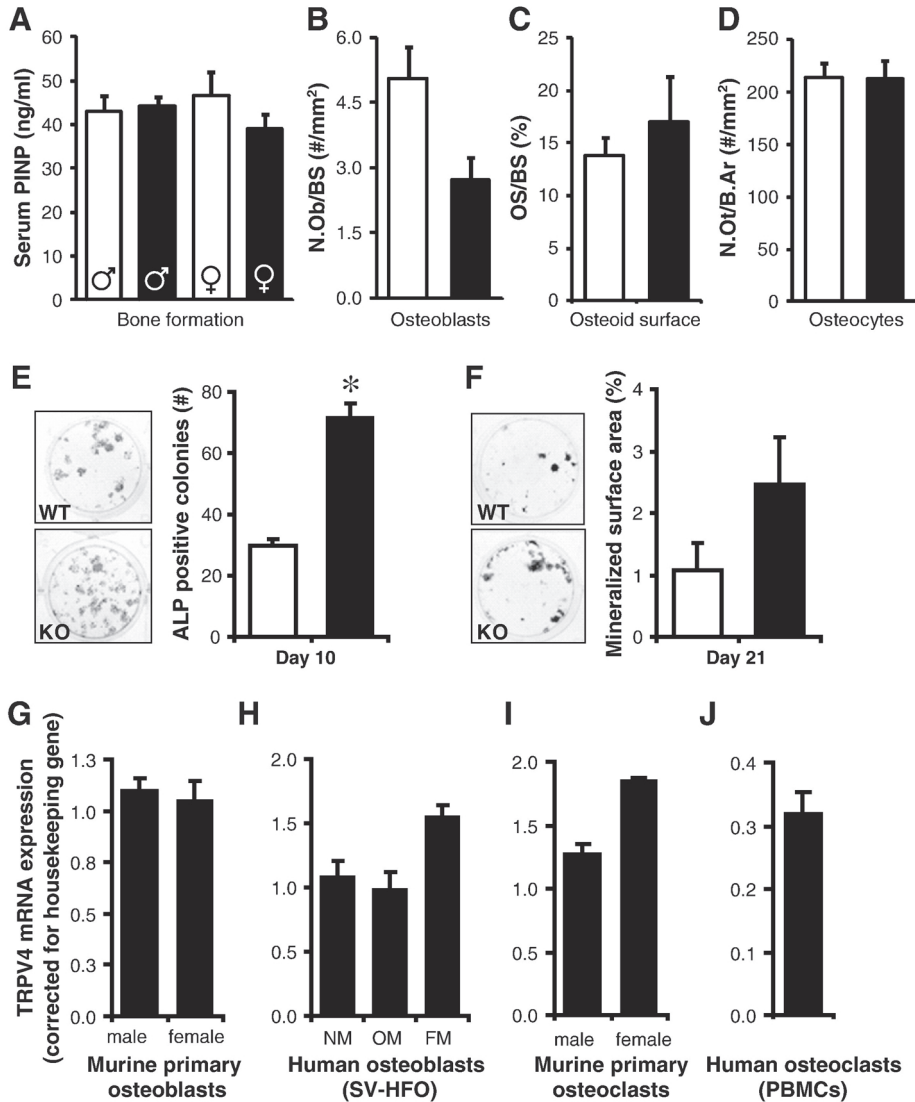 A
Serum PINP (ng/ml)
60
50
40
30
20
10
0
♂ ♂ ♀ ♀
Bone formation
B
N.Ob/BS (#/mm²)
6.0
4.5
3.0
1.5
0.0
Osteoblasts
C
OS/BS (%)
25
20
15
10
5
0
Osteoid surface
D
N.Ot/B.Ar (#/mm²)
250
200
150
100
50
0
Osteocytes
E
WT
KO
ALP positive colonies (#)
80
60
40
20
0
*
Day 10
F
WT
KO
Mineralized surface area (%)
4
3
2
1
0
Day 21
G
TRPV4 mRNA expression
(corrected for housekeeping gene)
1.3
1.0
0.8
0.5
0.3
0.0
male female
Murine primary
osteoblasts
H
2.0
1.5
1.0
0.5
0.0
NM OM FM
Human osteoblasts
(SV-HFO)
I
2.0
1.5
1.0
0.5
0.0
male female
Murine primary
osteoclasts
J
0.4
0.3
0.2
0.1
0.0
Human osteoclasts
(PBMCs)